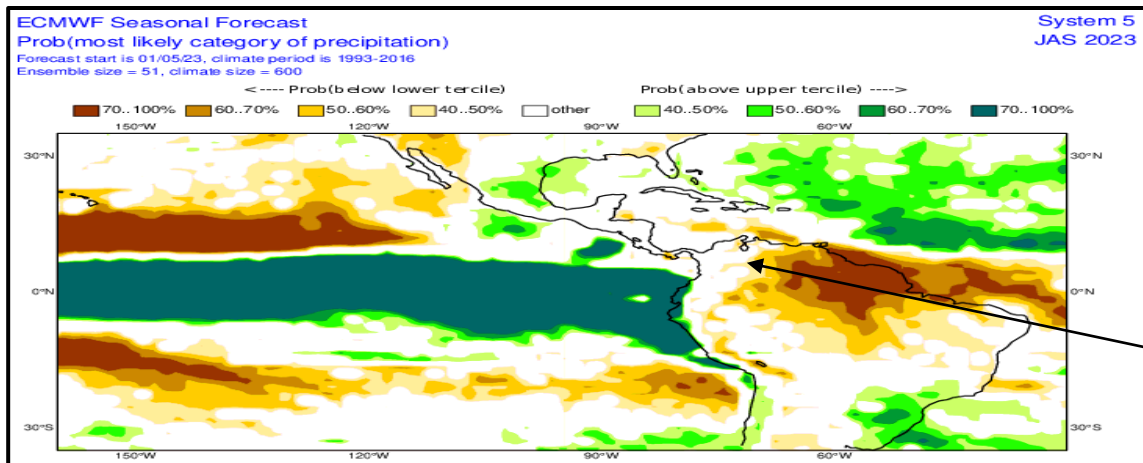 ECMWF Seasonal Forecast
System 5
Prob(most likely category of precipitation)
JAS 2023
Forecast start is 01/05/23, climate period is 1993-2016
Ensemble size = 51, climate size = 600
<---- Prob(below lower tercile)
Prob(above upper tercile) ---->
70..100% 60..70% 50..60% 40..50% other 40..50% 50..60% 60..70% 70..100%
150°W 120°W 90°W 60°W
30°N 30°N
0°N 0°N
30°S 30°S
150°W 120°W 90°W 60°W